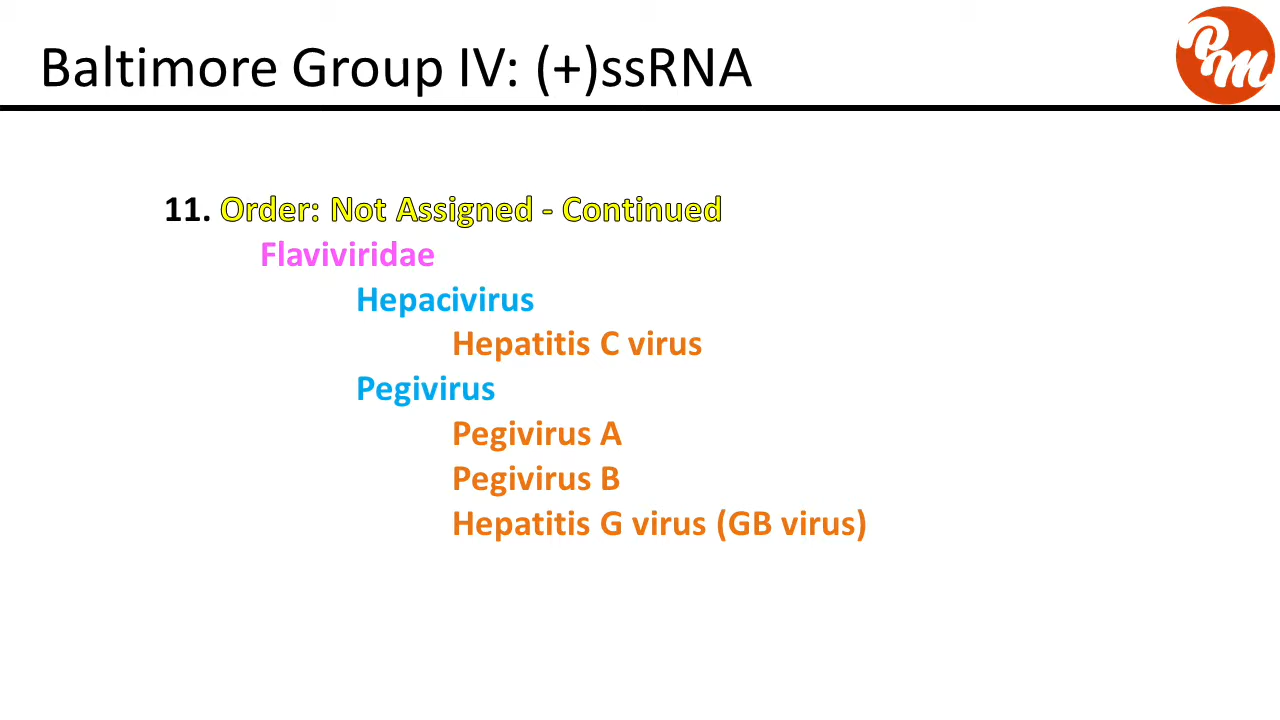 Baltimore Group IV: (+)ssRNA
PM
11. Order: Not Assigned - Continued
Flaviviridae
Hepacivirus
Hepatitis C virus
Pegivirus
Pegivirus A
Pegivirus B
Hepatitis G virus (GB virus)